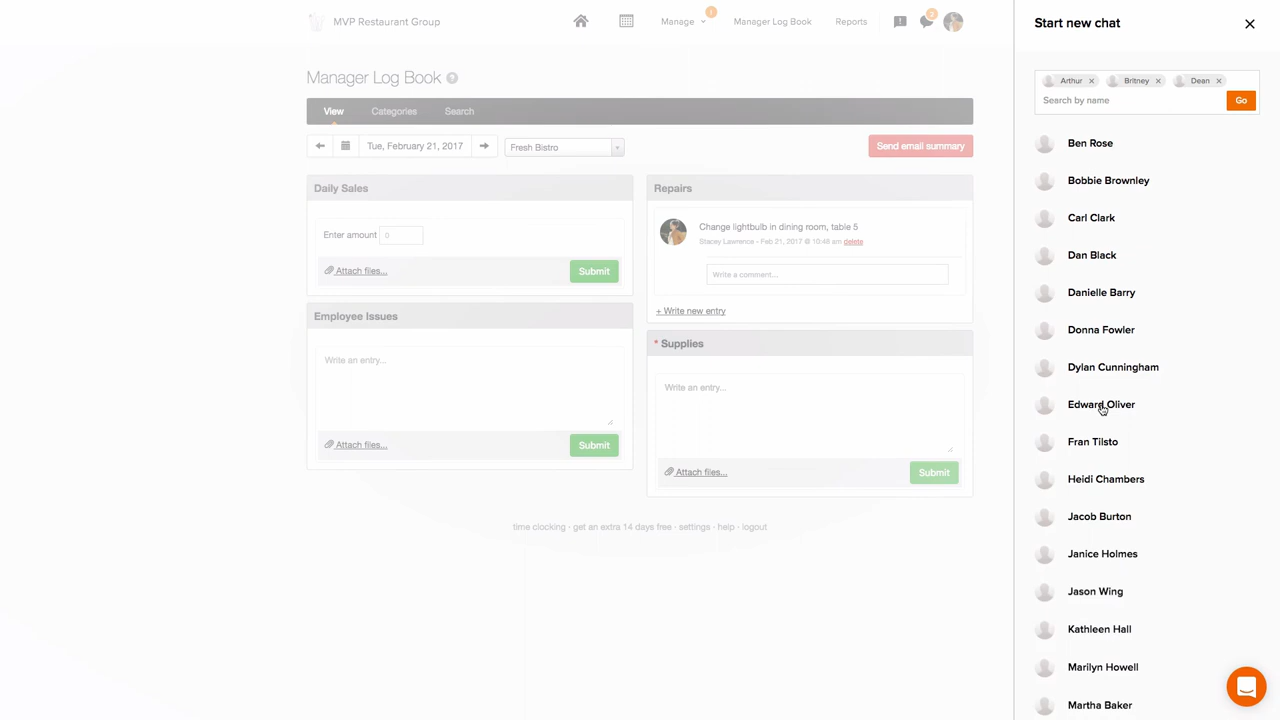 MVP Restaurant Group
Manage
!
Manager Log Book
Reports
2
Manager Log Book ?
View
Categories
Search
Tue, February 21, 2017
Fresh Bistro
Send email summary
Daily Sales
Enter amount 0
Attach files...
Submit
Employee Issues
Write an entry...
Attach files...
Submit
Repairs
Change lightbulb in dining room, table 5
Stacey Lawrence - Feb 21, 2017 @ 10:48 am delete
Write a comment...
+ Write new entry
* Supplies
Write an entry...
Attach files...
Submit
time clocking · get an extra 14 days free · settings · help · logout
Start new chat
Arthur × Britney × Dean ×
Search by name
Go
Ben Rose
Bobbie Brownley
Carl Clark
Dan Black
Danielle Barry
Donna Fowler
Dylan Cunningham
Edward Oliver
Fran Tilsto
Heidi Chambers
Jacob Burton
Janice Holmes
Jason Wing
Kathleen Hall
Marilyn Howell
Martha Baker